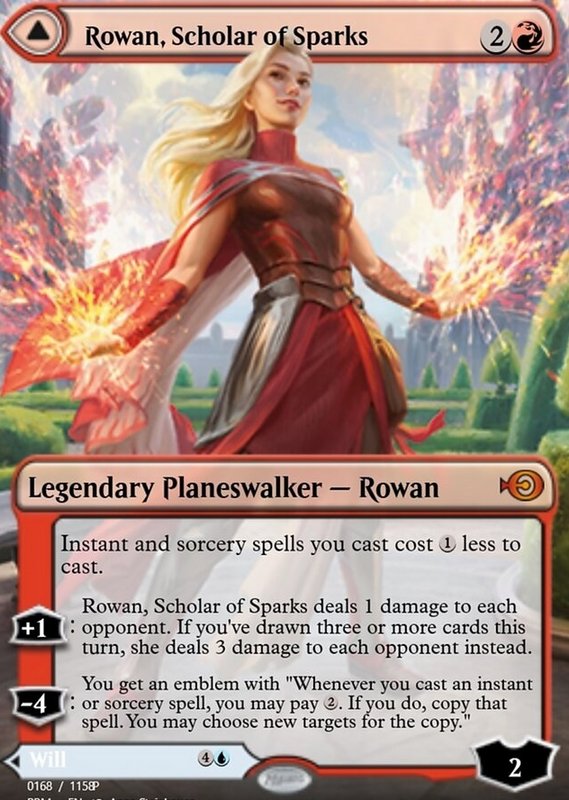 Rowan, Scholar of Sparks 2
Legendary Planeswalker — Rowan
Instant and sorcery spells you cast cost 1 less to
cast.
+1: Rowan, Scholar of Sparks deals 1 damage to each
opponent. If you've drawn three or more cards this
turn, she deals 3 damage to each opponent instead.
-4: You get an emblem with "Whenever you cast an instant
or sorcery spell, you may pay 2. If you do, copy that
spell. You may choose new targets for the copy."
Will 4
2
0168 / 1158P